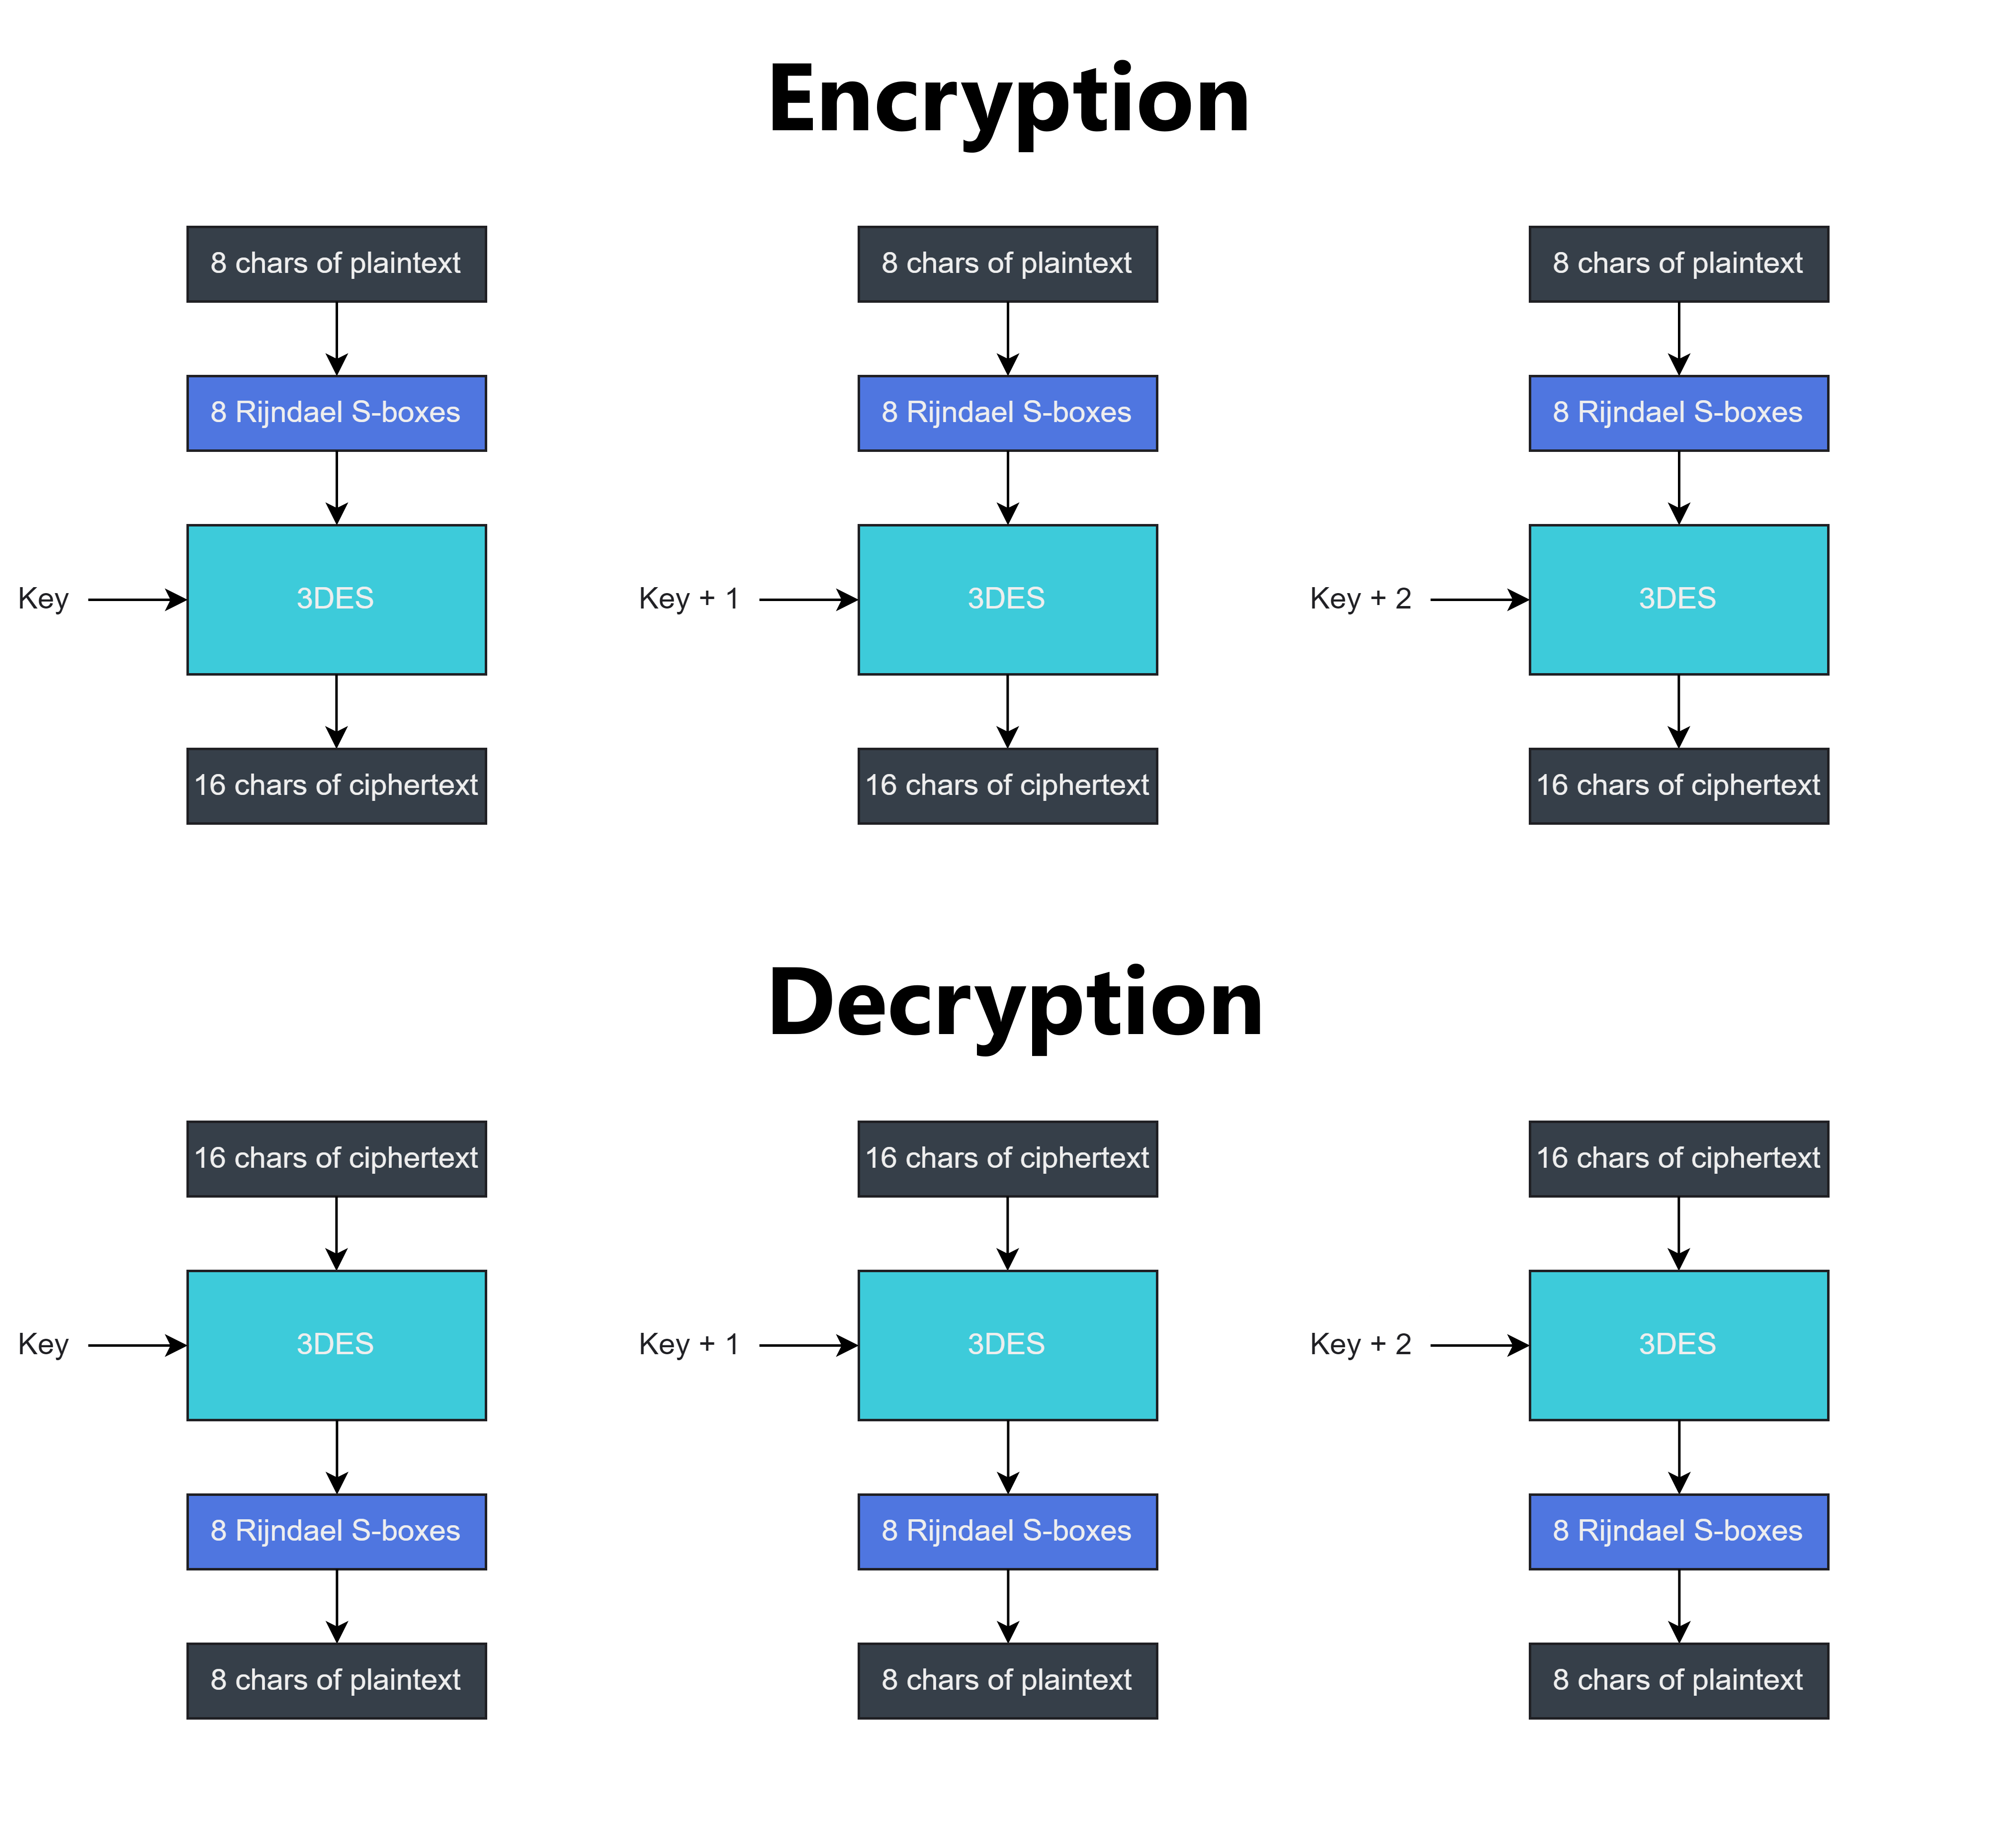 Encryption
8 chars of plaintext
8 chars of plaintext
8 chars of plaintext
8 Rijndael S-boxes
8 Rijndael S-boxes
8 Rijndael S-boxes
Key
3DES
Key + 1
3DES
Key + 2
3DES
16 chars of ciphertext
16 chars of ciphertext
16 chars of ciphertext
Decryption
16 chars of ciphertext
16 chars of ciphertext
16 chars of ciphertext
Key
3DES
Key + 1
3DES
Key + 2
3DES
8 Rijndael S-boxes
8 Rijndael S-boxes
8 Rijndael S-boxes
8 chars of plaintext
8 chars of plaintext
8 chars of plaintext